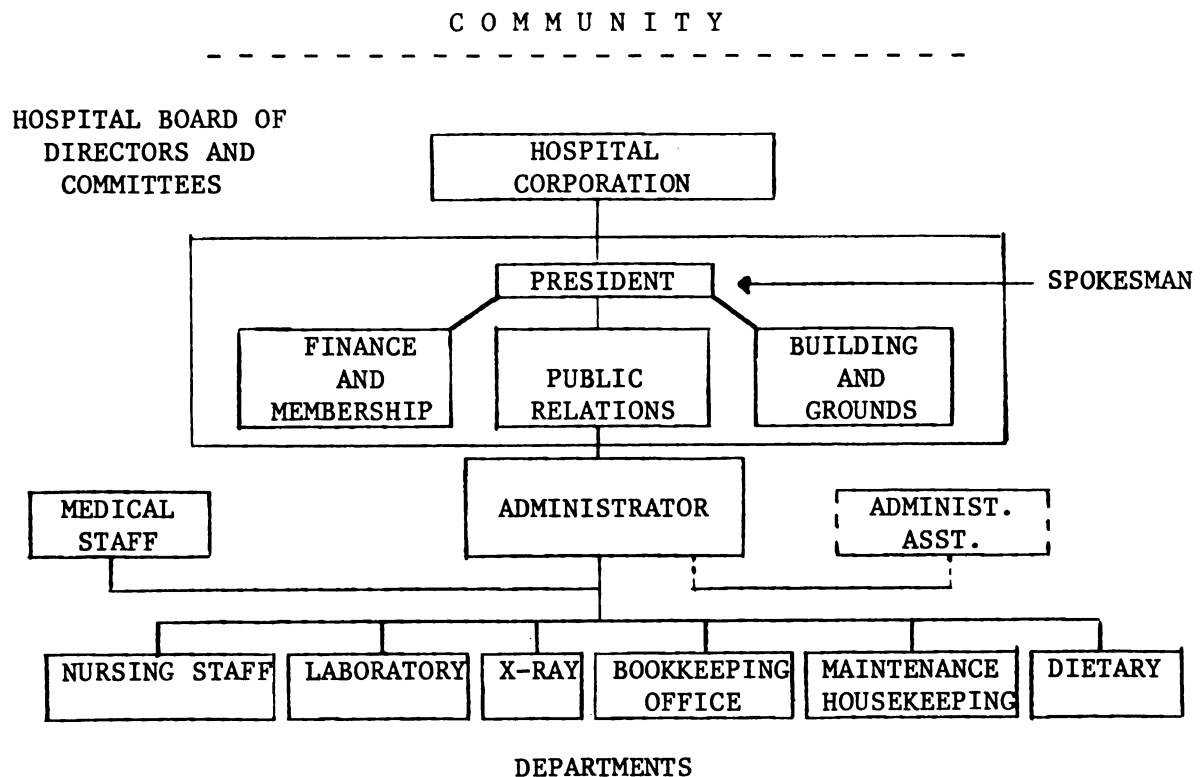 C O M M U N I T Y
HOSPITAL BOARD OF
DIRECTORS AND
COMMITTEES
HOSPITAL
CORPORATION
PRESIDENT
SPOKESMAN
FINANCE
AND
MEMBERSHIP
PUBLIC
RELATIONS
BUILDING
AND
GROUNDS
MEDICAL
STAFF
ADMINISTRATOR
ADMINIST.
ASST.
NURSING STAFF
LABORATORY
X-RAY
BOOKKEEPING
OFFICE
MAINTENANCE
HOUSEKEEPING
DIETARY
DEPARTMENTS